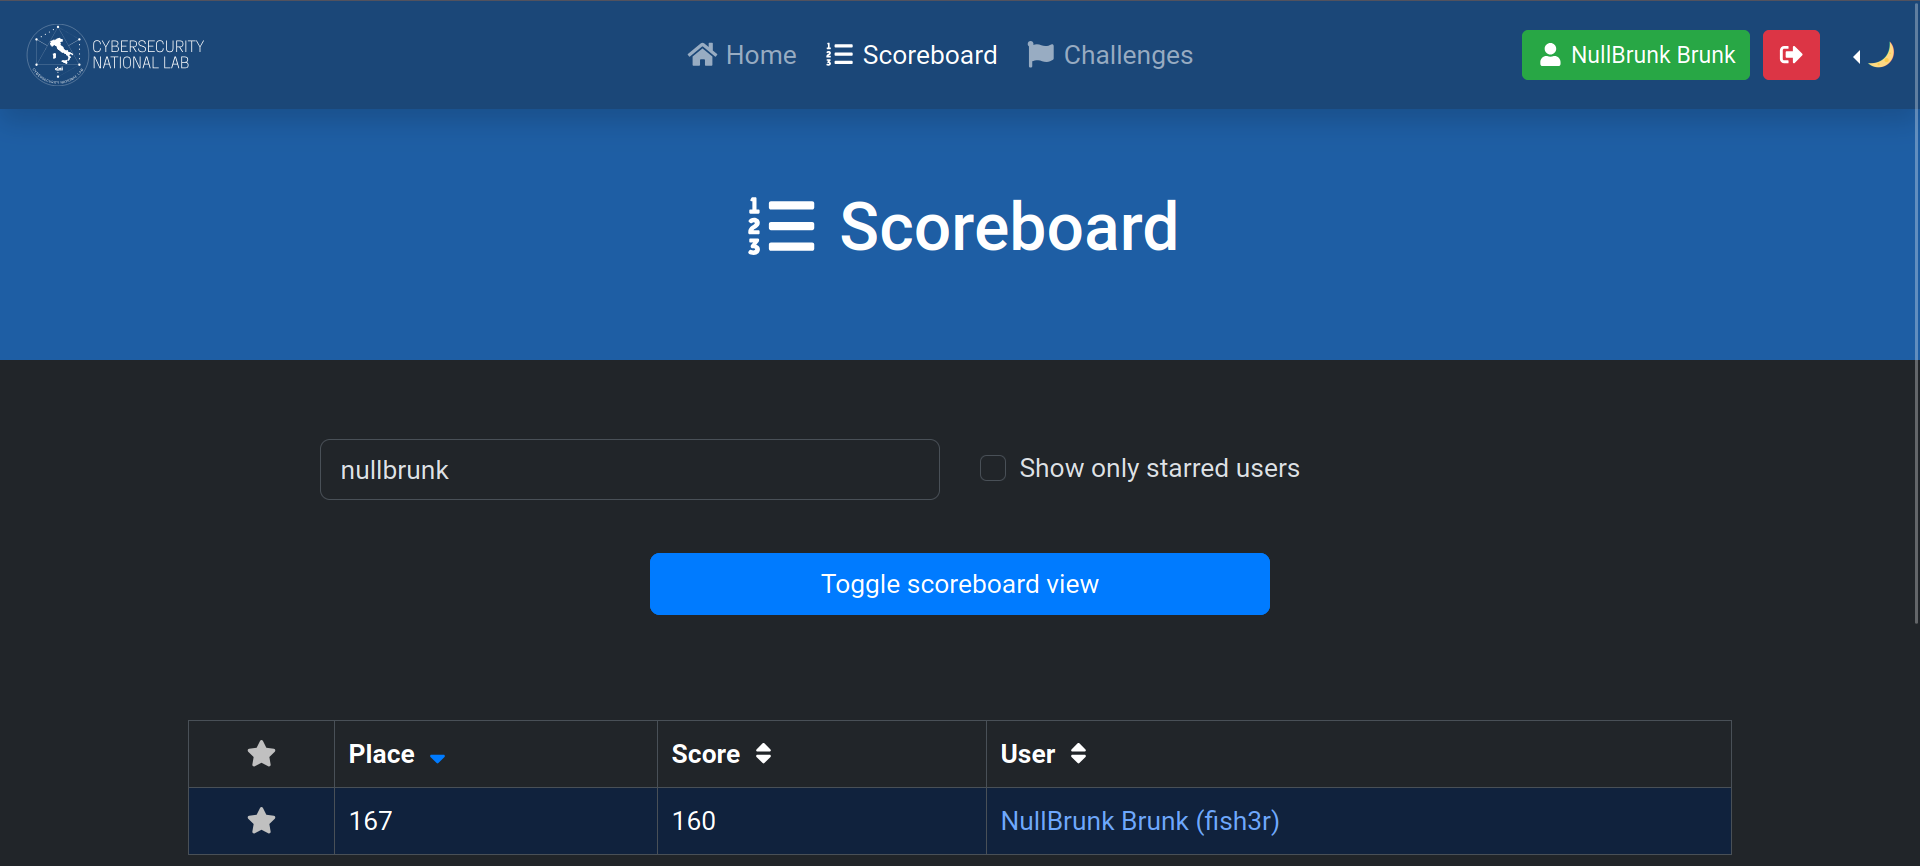 CYBERSECURITY
NATIONAL LAB
Home
Scoreboard
Challenges
NullBrunk Brunk
Scoreboard
nullbrunk
Show only starred users
Toggle scoreboard view
Place
Score
User
167
160
NullBrunk Brunk (fish3r)